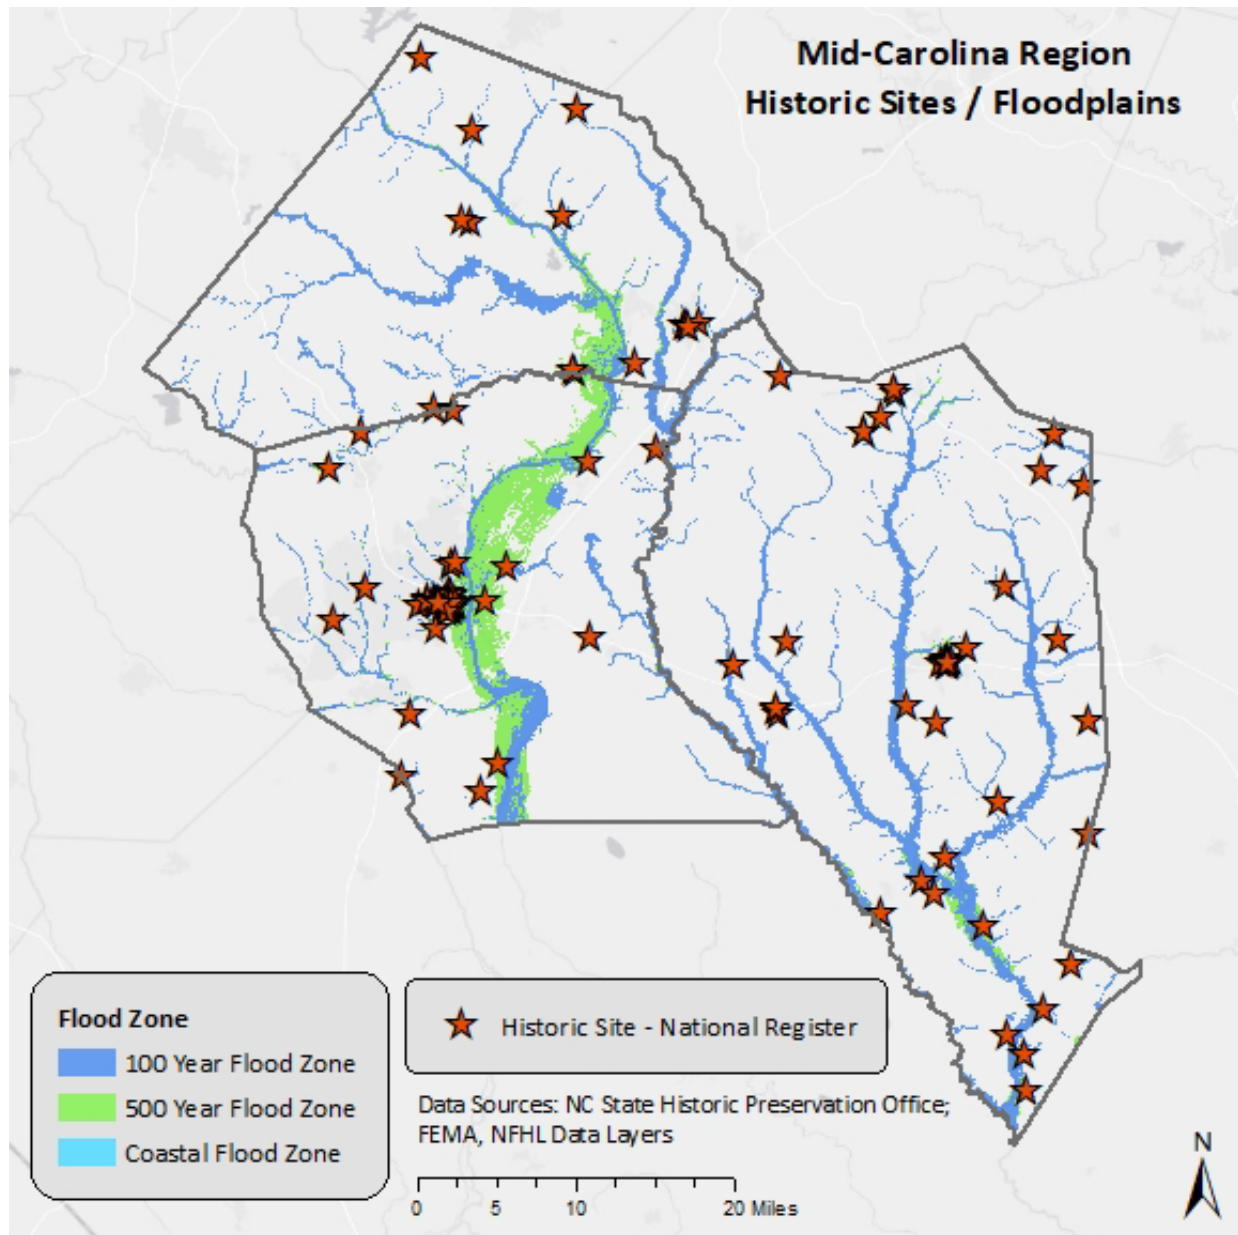 Mid-Carolina Region
Historic Sites / Floodplains
Flood Zone
100 Year Flood Zone
500 Year Flood Zone
Coastal Flood Zone
Historic Site - National Register
Data Sources: NC State Historic Preservation Office;
FEMA, NFHL Data Layers
0 5 10 20 Miles
N